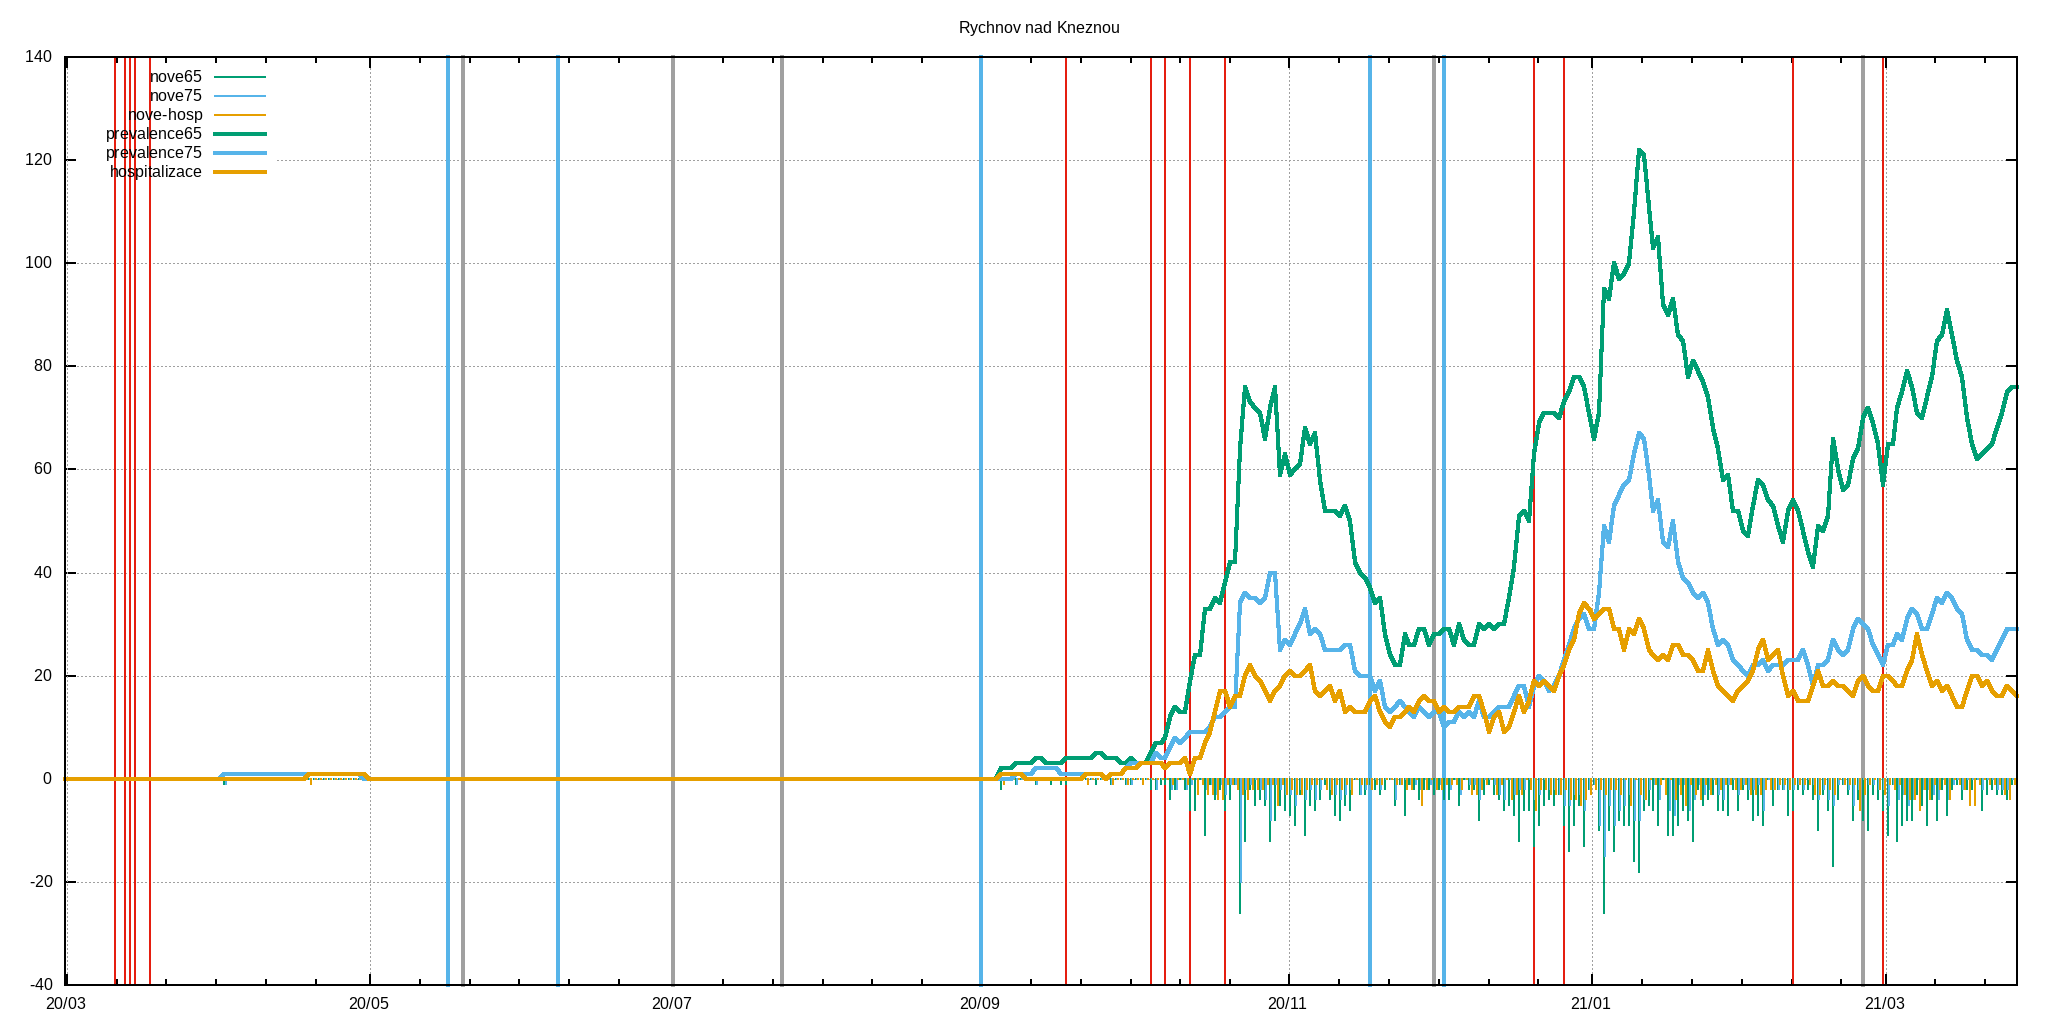 Rychnov nad Kneznou
140
120
100
80
60
40
20
0
-20
-40
nove65
nove75
nove-hosp
prevalence65
prevalence75
hospitalizace
20/03 20/05 20/07 20/09 20/11 21/01 21/03